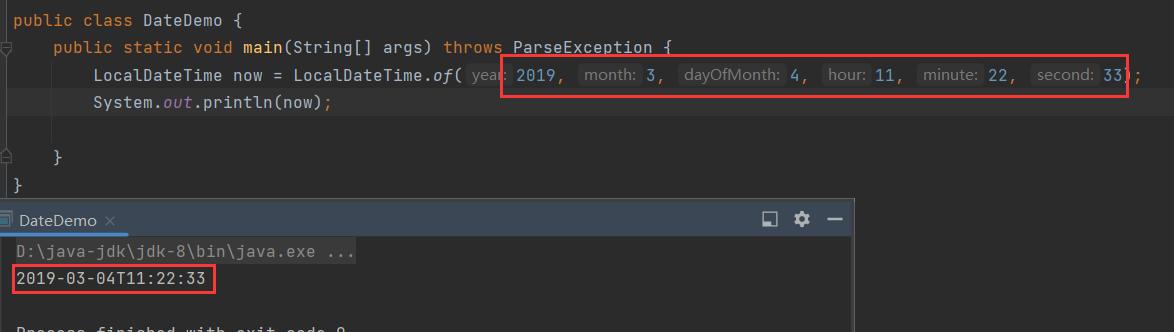 public class DateDemo {
public static void main(String[] args) throws ParseException {
LocalDateTime now = LocalDateTime.of( year: 2019, month: 3, dayOfMonth: 4, hour: 11, minute: 22, second: 33);
System.out.println(now);
}
}
DateDemo ×
D:\java-jdk\jdk-8\bin\java.exe ...
2019-03-04T11:22:33
Process finished with exit code 0